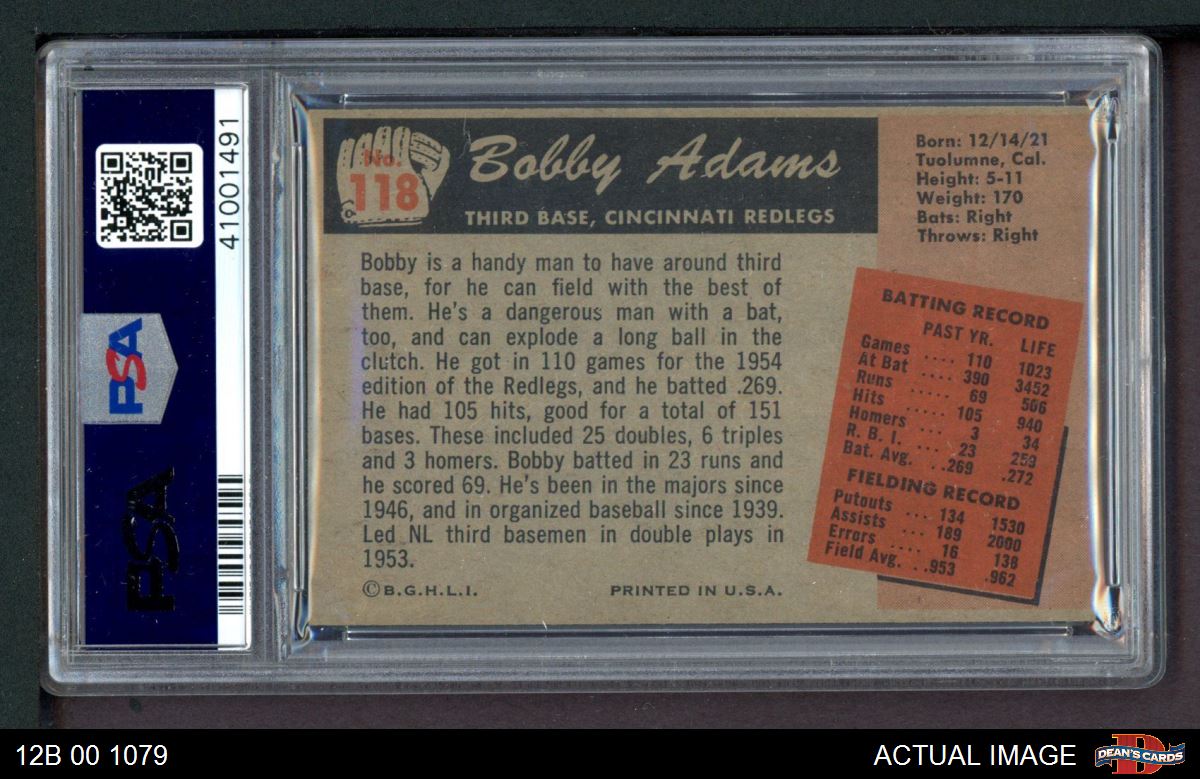 41001491
PSA
PSA
No.
118
Bobby Adams
THIRD BASE, CINCINNATI REDLEGS
Born: 12/14/21
Tuolumne, Cal.
Height: 5-11
Weight: 170
Bats: Right
Throws: Right
Bobby is a handy man to have around third
base, for he can field with the best of
them. He's a dangerous man with a bat,
too, and can explode a long ball in the
clutch. He got in 110 games for the 1954
edition of the Redlegs, and he batted .269.
He had 105 hits, good for a total of 151
bases. These included 25 doubles, 6 triples
and 3 homers. Bobby batted in 23 runs and
he scored 69. He's been in the majors since
1946, and in organized baseball since 1939.
Led NL third basemen in double plays in
1953.
©B.G.H.L.I. PRINTED IN U.S.A.
BATTING RECORD
PAST YR. LIFE
Games .... 110 1023
At Bat .... 390 3452
Runs ..... 69 506
Hits ..... 105 940
Homers ... 3 34
R. B. I. .... 23 259
Bat. Avg. ...269 .272
FIELDING RECORD
Putouts ... 134 1530
Assists ... 189 2000
Errors .... 16 138
Field Avg. ..953 .962
12B 00 1079
ACTUAL IMAGE
D
DEAN'S CARDS